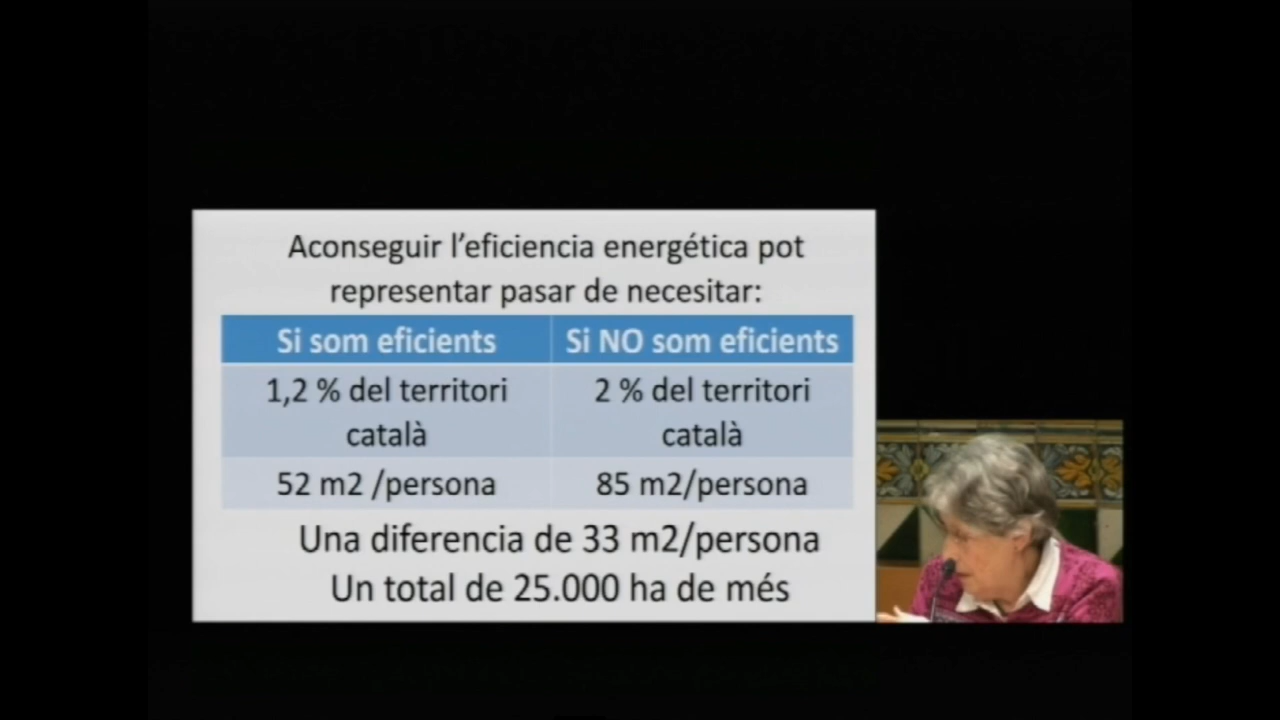 Aconseguir l'eficiencia energética pot
representar pasar de necesitar:
Si som eficients
Si NO som eficients
1,2 % del territori
català
2 % del territori
català
52 m2 /persona
85 m2/persona
Una diferencia de 33 m2/persona
Un total de 25.000 ha de més